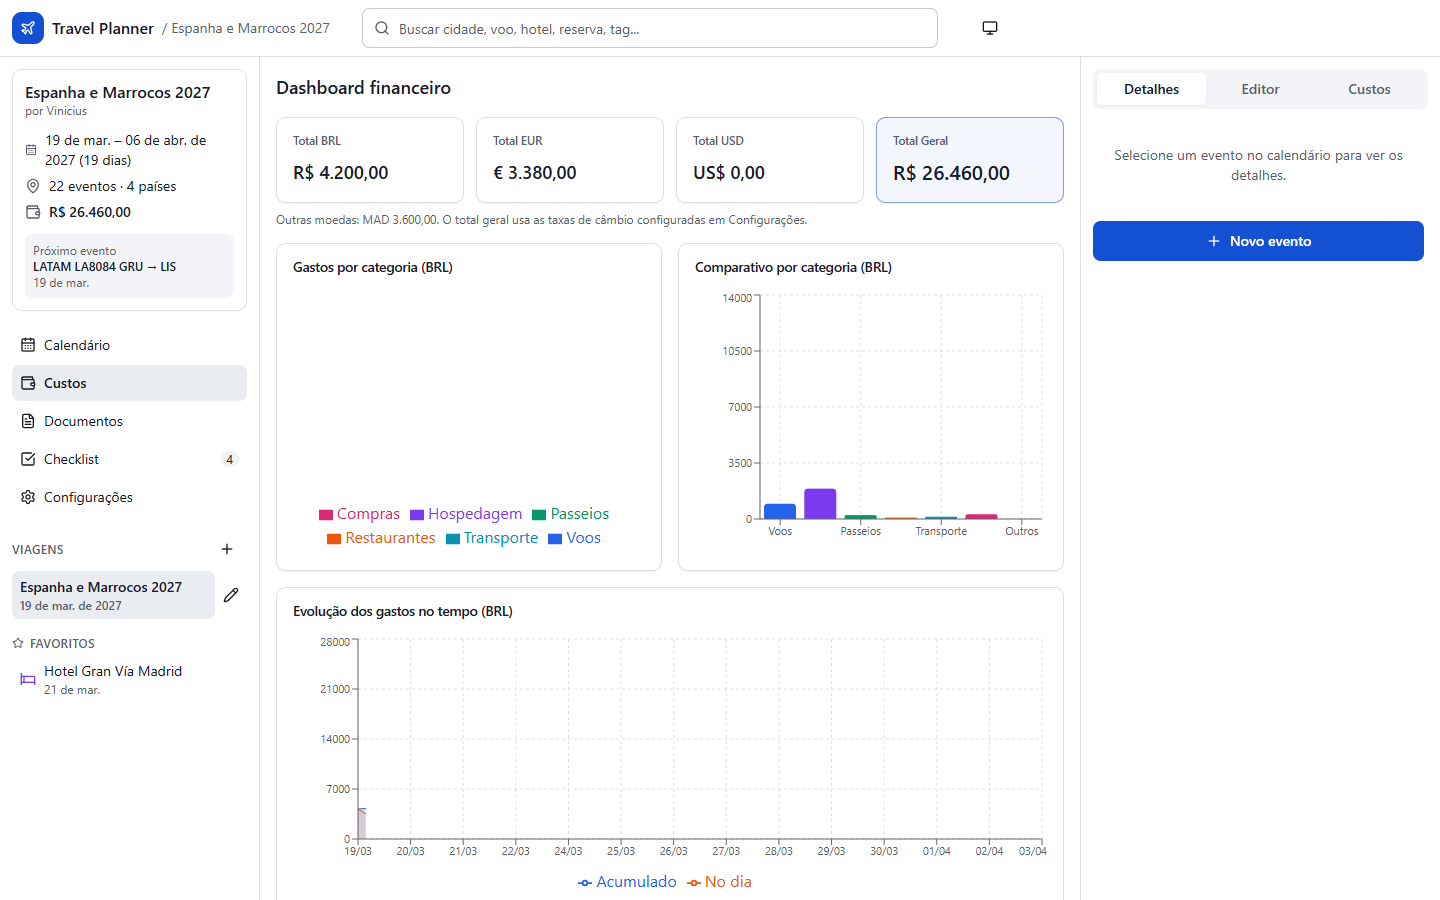 Travel Planner / Espanha e Marrocos 2027
Buscar cidade, voo, hotel, reserva, tag...
Espanha e Marrocos 2027
por Vinicius
19 de mar. – 06 de abr. de
2027 (19 dias)
22 eventos · 4 países
R$ 26.460,00
Próximo evento
LATAM LA8084 GRU → LIS
19 de mar.
Calendário
Custos
Documentos
Checklist 4
Configurações
VIAGENS
Espanha e Marrocos 2027
19 de mar. de 2027
FAVORITOS
Hotel Gran Vía Madrid
21 de mar.
Dashboard financeiro
Total BRL
R$ 4.200,00
Total EUR
€ 3.380,00
Total USD
US$ 0,00
Total Geral
R$ 26.460,00
Outras moedas: MAD 3.600,00. O total geral usa as taxas de câmbio configuradas em Configurações.
Gastos por categoria (BRL)
Compras Hospedagem Passeios
Restaurantes Transporte Voos
Comparativo por categoria (BRL)
14000
10500
7000
3500
0
Voos Passeios Transporte Outros
Evolução dos gastos no tempo (BRL)
28000
21000
14000
7000
0
19/03 20/03 21/03 22/03 24/03 25/03 26/03 27/03 28/03 29/03 30/03 01/04 02/04 03/04
Acumulado No dia
Detalhes Editor Custos
Selecione um evento no calendário para ver os
detalhes.
Novo evento